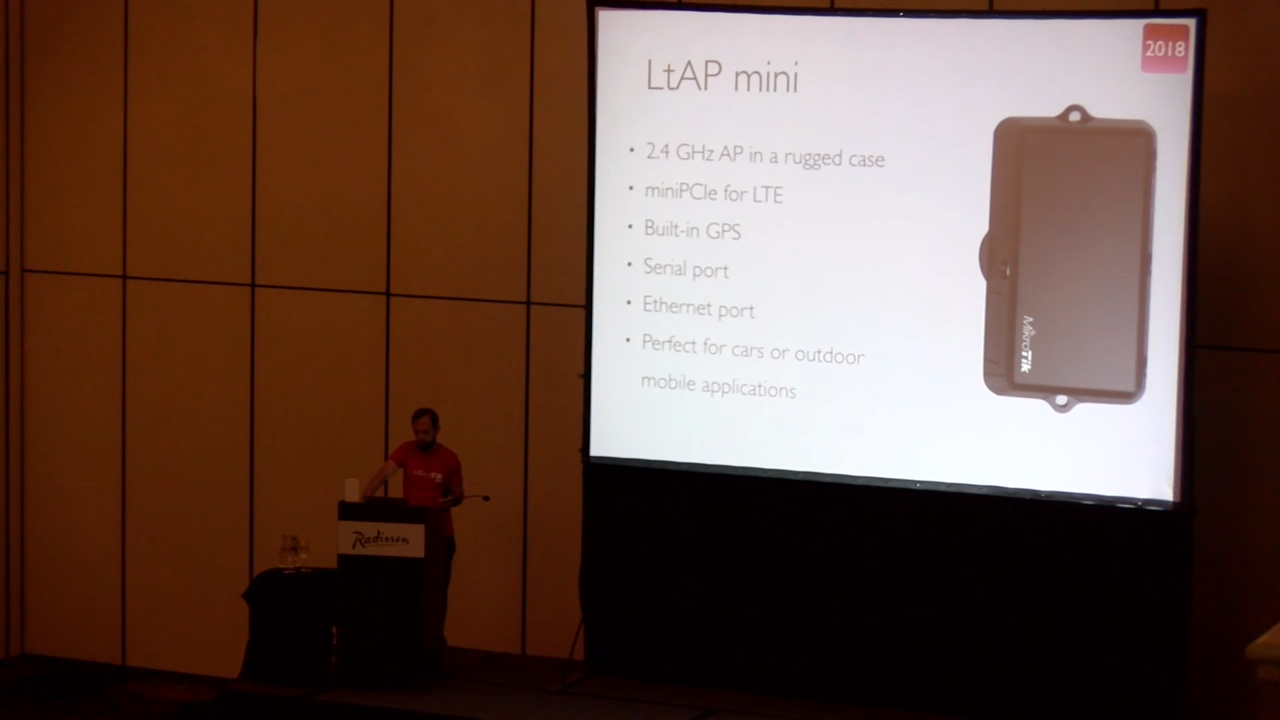 2018
LtAP mini
• 2.4 GHz AP in a rugged case
• miniPCIe for LTE
• Built-in GPS
• Serial port
• Ethernet port
• Perfect for cars or outdoor
mobile applications
MikroTik
Radisson